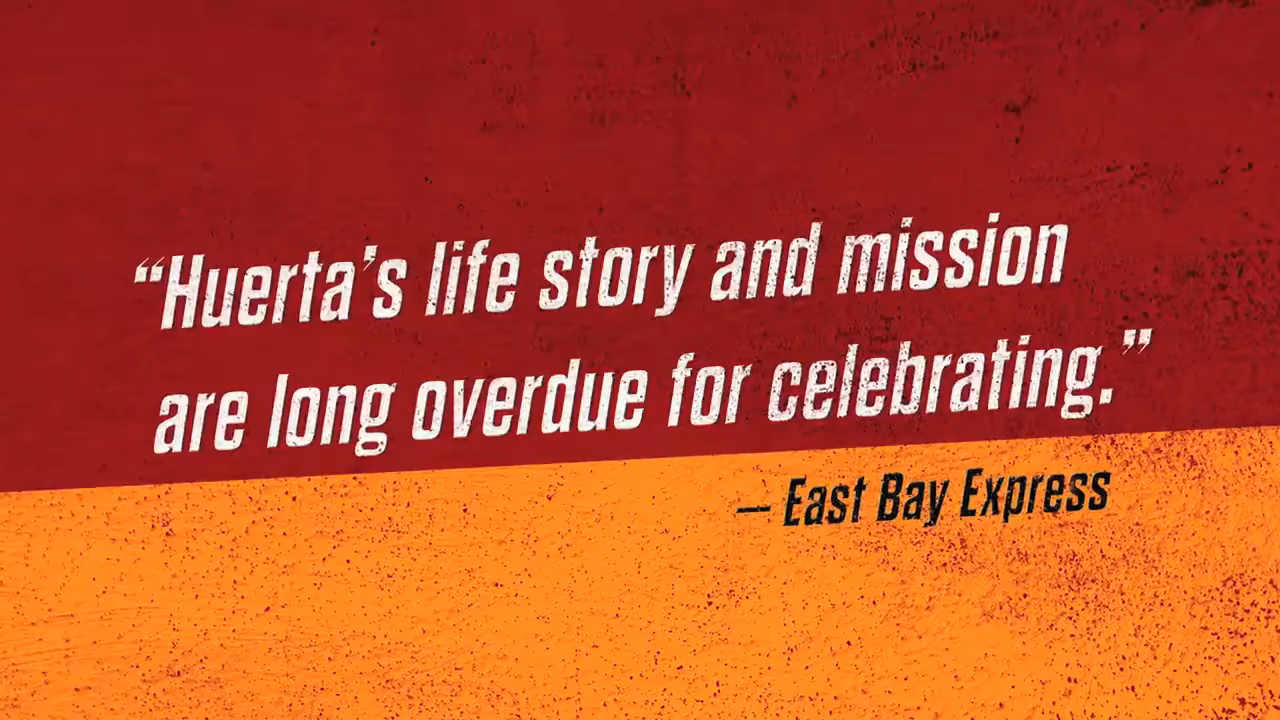 “Huerta’s life story and mission
are long overdue for celebrating.”
— East Bay Express